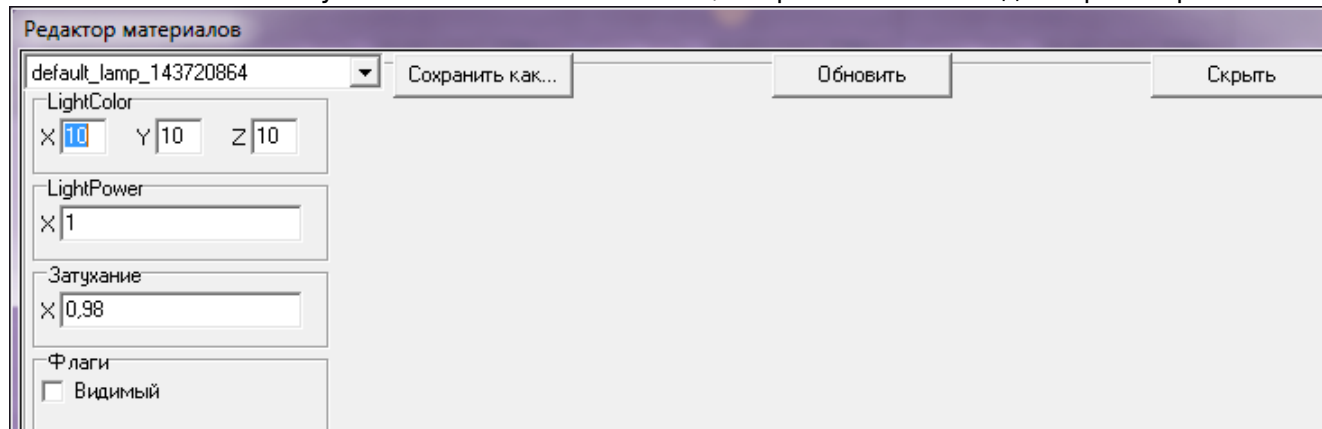 Редактор материалов
default_lamp_143720864 Сохранить как... Обновить Скрыть
LightColor
X 10 Y 10 Z 10
LightPower
X 1
Затухание
X 0,98
Флаги
Видимый